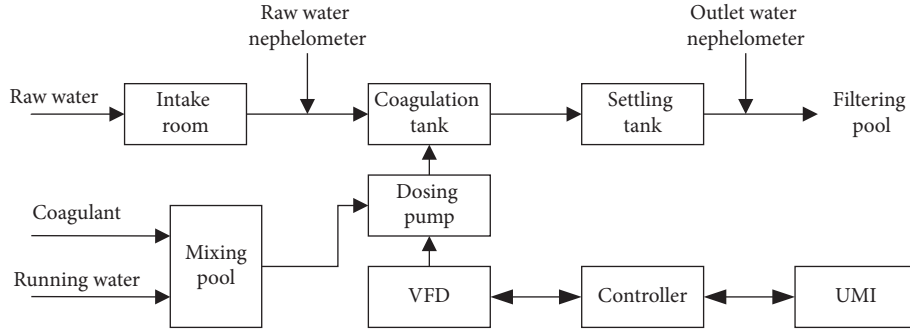 Raw water
nephelometer
Outlet water
nephelometer
Raw water
Intake
room
Coagulation
tank
Settling
tank
Filtering
pool
Coagulant
Running water
Mixing
pool
Dosing
pump
VFD
Controller
UMI